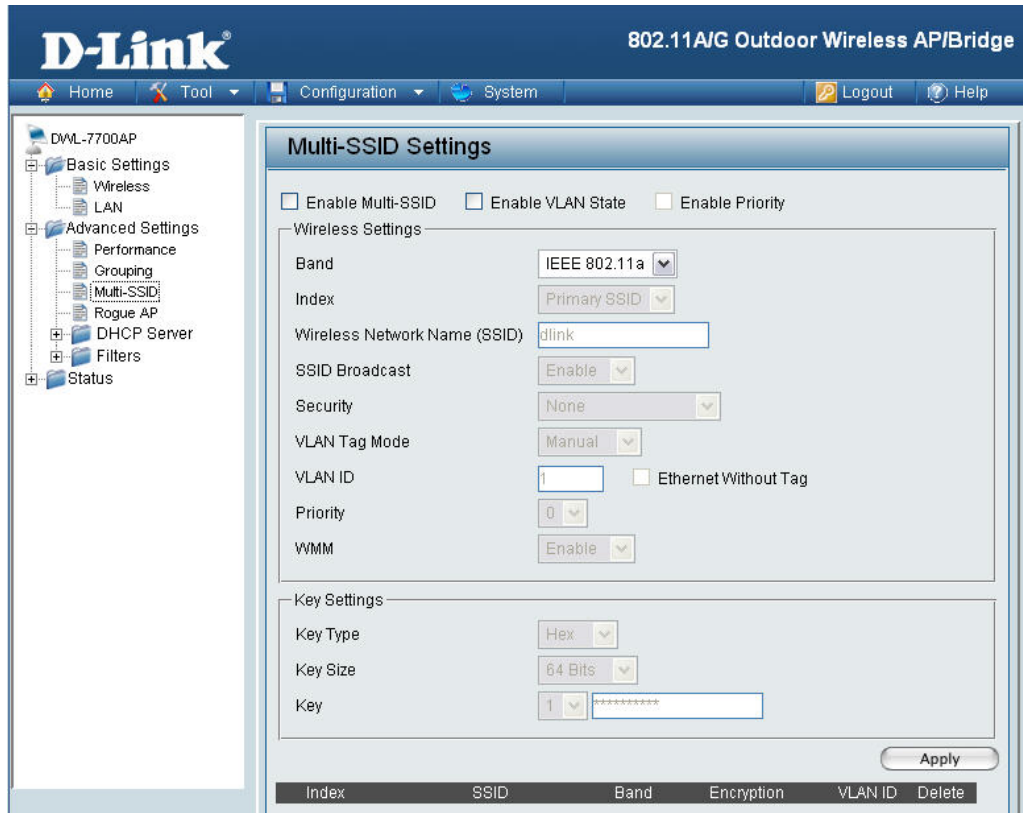 D-Link®
802.11A/G Outdoor Wireless AP/Bridge
Home Tool Configuration System Logout Help
DWL-7700AP
Basic Settings
Wireless
LAN
Advanced Settings
Performance
Grouping
Multi-SSID
Rogue AP
DHCP Server
Filters
Status
Multi-SSID Settings
Enable Multi-SSID Enable VLAN State Enable Priority
Wireless Settings
Band IEEE 802.11a
Index Primary SSID
Wireless Network Name (SSID) dlink
SSID Broadcast Enable
Security None
VLAN Tag Mode Manual
VLAN ID 1 Ethernet Without Tag
Priority 0
WMM Enable
Key Settings
Key Type Hex
Key Size 64 Bits
Key 1 **********
Apply
Index SSID Band Encryption VLAN ID Delete